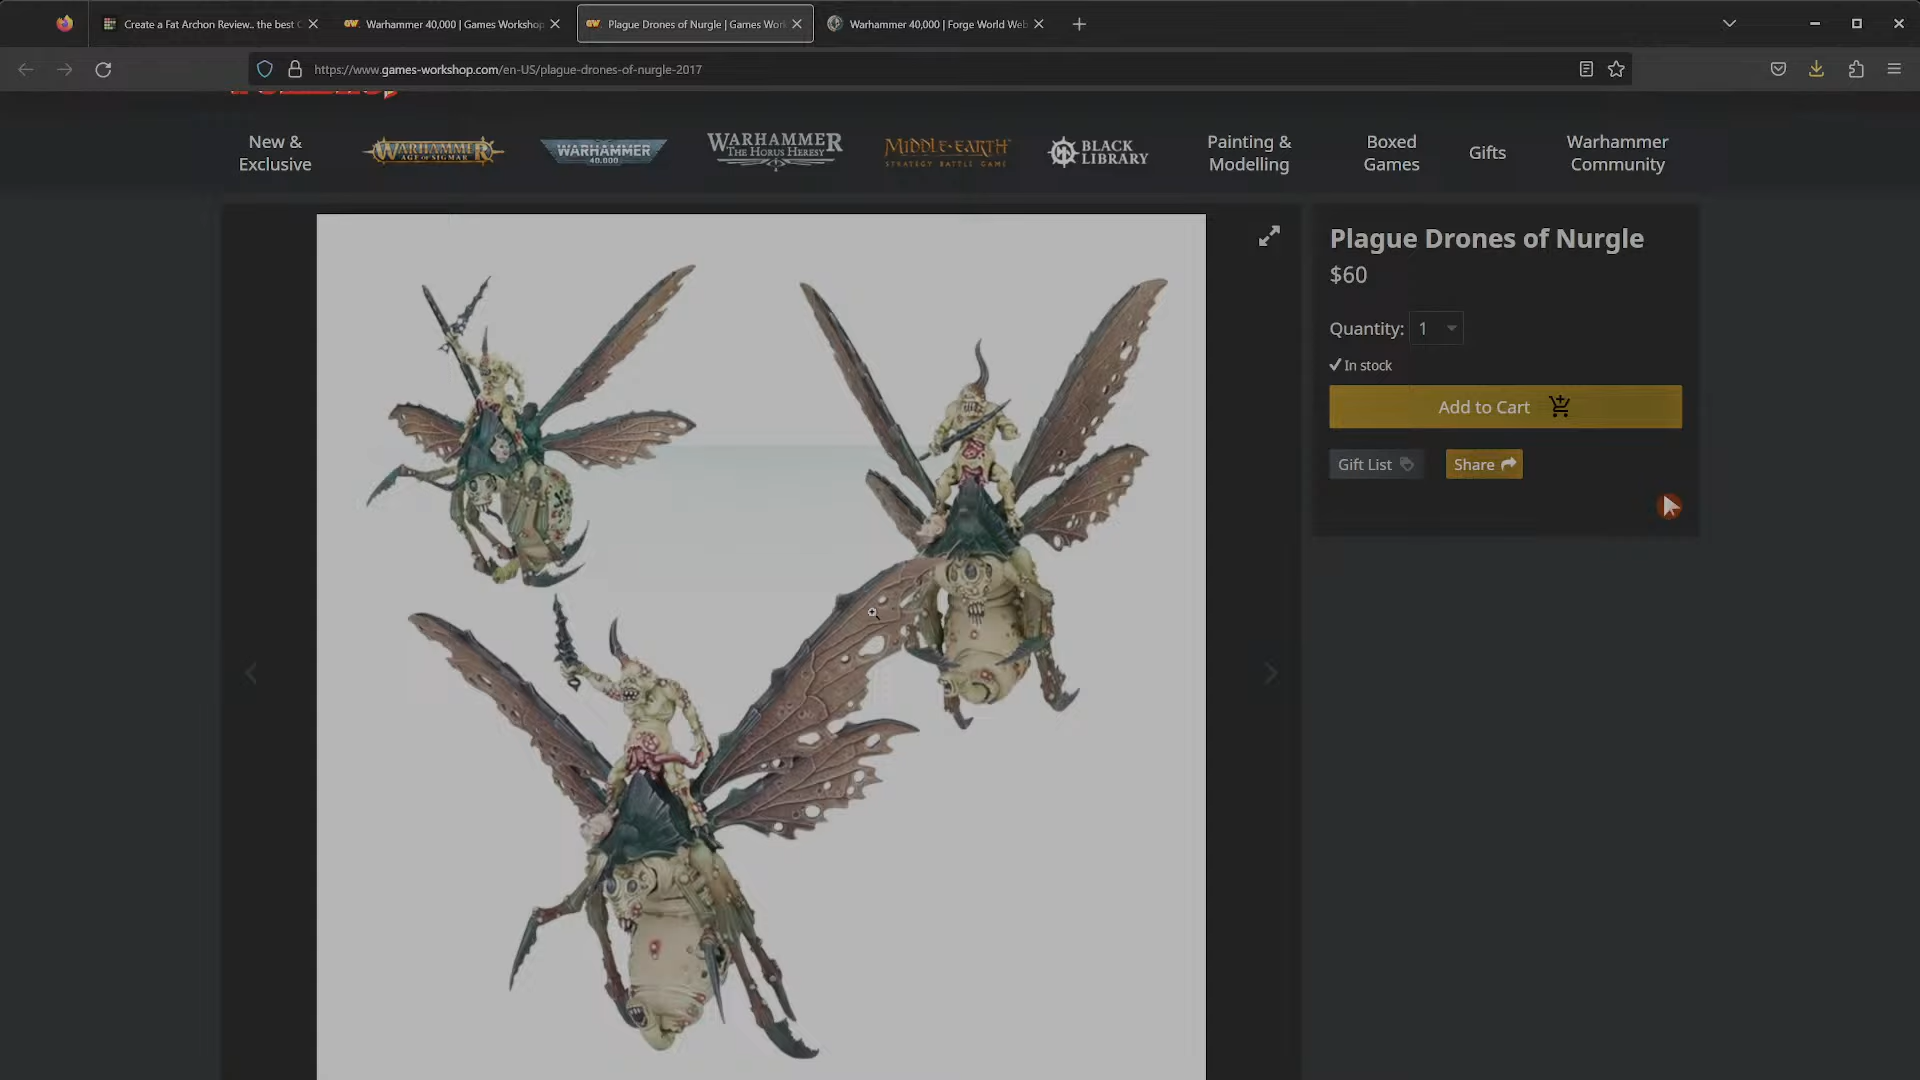 Create a Fat Archon Review.. the best
Warhammer 40,000 | Games Workshop
Plague Drones of Nurgle | Games Wor
Warhammer 40,000 | Forge World Web
https://www.games-workshop.com/en-US/plague-drones-of-nurgle-2017
New &
Exclusive
WARHAMMER
AGE OF SIGMAR
WARHAMMER
40,000
WARHAMMER
THE HORUS HERESY
MIDDLE-EARTH
STRATEGY BATTLE GAME
BLACK
LIBRARY
Painting &
Modelling
Boxed
Games
Gifts
Warhammer
Community
Plague Drones of Nurgle
$60
Quantity: 1
In stock
Add to Cart
Gift List
Share